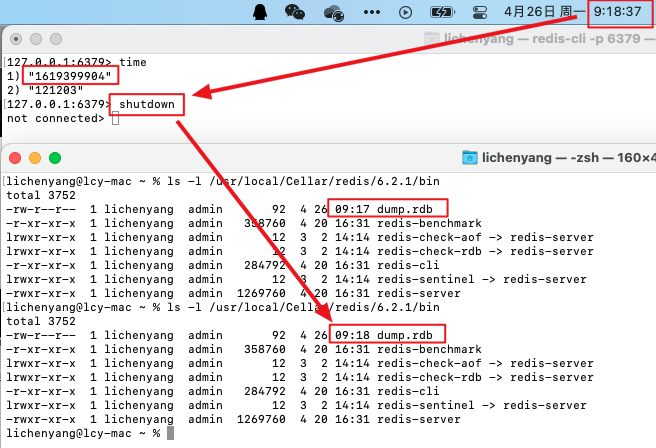 4月26日 周一 9:18:37
lichenyang — redis-cli -p 6379 —
[127.0.0.1:6379> time
1) "1619399904"
2) "121203"
[127.0.0.1:6379> shutdown
not connected>
lichenyang — -zsh — 160×4
[lichenyang@lcy-mac ~ % ls -l /usr/local/Cellar/redis/6.2.1/bin
total 3752
-rw-r--r-- 1 lichenyang admin 92 4 26 09:17 dump.rdb
-r-xr-xr-x 1 lichenyang admin 358760 4 20 16:31 redis-benchmark
lrwxr-xr-x 1 lichenyang admin 12 3 2 14:14 redis-check-aof -> redis-server
lrwxr-xr-x 1 lichenyang admin 12 3 2 14:14 redis-check-rdb -> redis-server
-r-xr-xr-x 1 lichenyang admin 284792 4 20 16:31 redis-cli
lrwxr-xr-x 1 lichenyang admin 12 3 2 14:14 redis-sentinel -> redis-server
-rwxr-xr-x 1 lichenyang admin 1269760 4 20 16:31 redis-server
[lichenyang@lcy-mac ~ % ls -l /usr/local/Cellar/redis/6.2.1/bin
total 3752
-rw-r--r-- 1 lichenyang admin 92 4 26 09:18 dump.rdb
-r-xr-xr-x 1 lichenyang admin 358760 4 20 16:31 redis-benchmark
lrwxr-xr-x 1 lichenyang admin 12 3 2 14:14 redis-check-aof -> redis-server
lrwxr-xr-x 1 lichenyang admin 12 3 2 14:14 redis-check-rdb -> redis-server
-r-xr-xr-x 1 lichenyang admin 284792 4 20 16:31 redis-cli
lrwxr-xr-x 1 lichenyang admin 12 3 2 14:14 redis-sentinel -> redis-server
-rwxr-xr-x 1 lichenyang admin 1269760 4 20 16:31 redis-server
lichenyang@lcy-mac ~ %